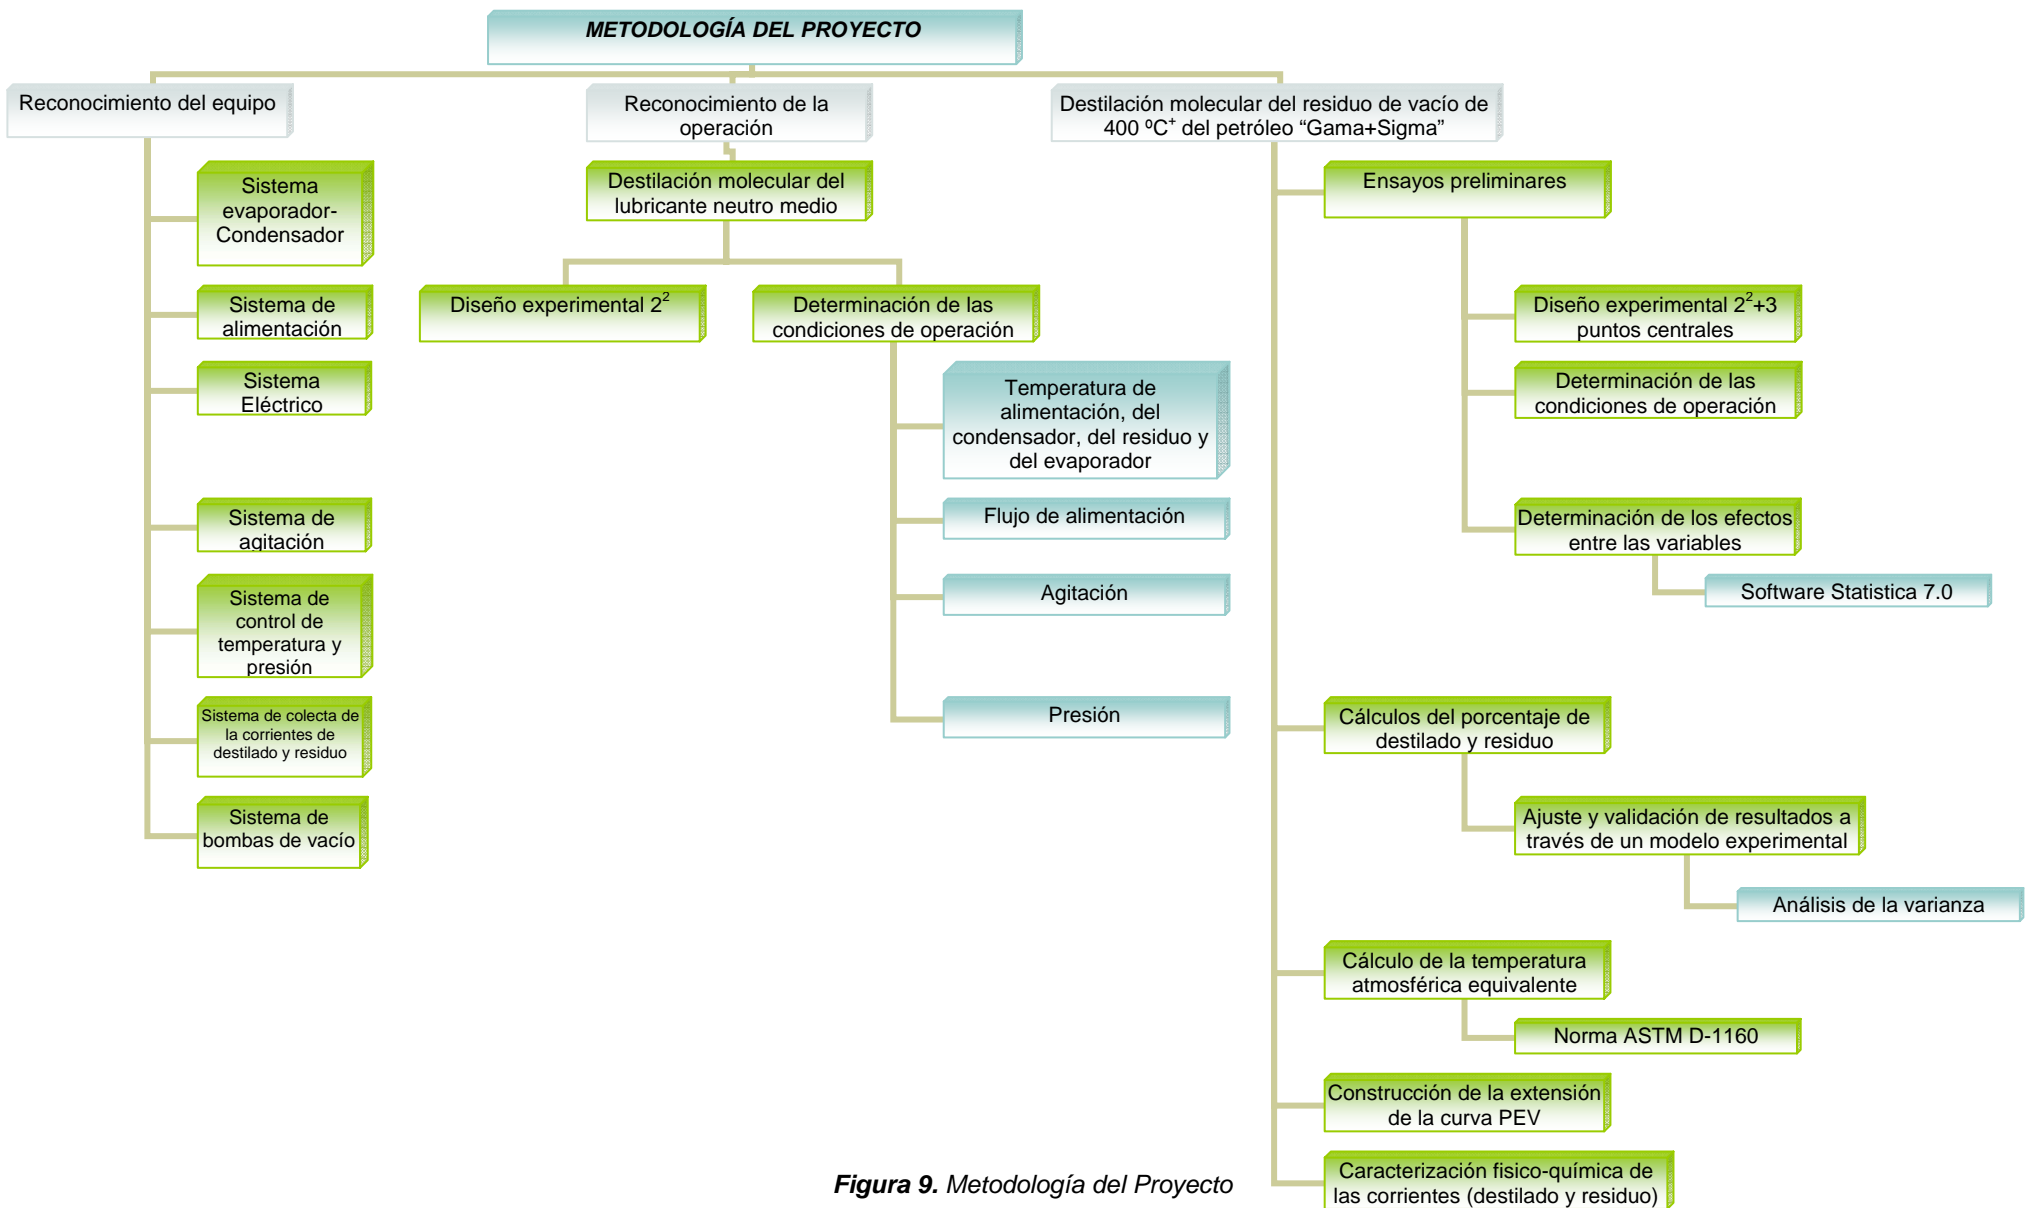 METODOLOGÍA DEL PROYECTO
Reconocimiento del equipo
Sistema
evaporador-
Condensador
Sistema de
alimentación
Sistema
Eléctrico
Sistema de
agitación
Sistema de
control de
temperatura y
presión
Sistema de colecta de
la corrientes de
destilado y residuo
Sistema de
bombas de vacío
Reconocimiento de la
operación
Destilación molecular del
lubricante neutro medio
Diseño experimental 2²
Determinación de las
condiciones de operación
Temperatura de
alimentación, del
condensador, del residuo y
del evaporador
Flujo de alimentación
Agitación
Presión
Destilación molecular del residuo de vacío de
400 ºC⁺ del petróleo “Gama+Sigma”
Ensayos preliminares
Diseño experimental 2²+3
puntos centrales
Determinación de las
condiciones de operación
Determinación de los efectos
entre las variables
Software Statistica 7.0
Cálculos del porcentaje de
destilado y residuo
Ajuste y validación de resultados a
través de un modelo experimental
Análisis de la varianza
Cálculo de la temperatura
atmosférica equivalente
Norma ASTM D-1160
Construcción de la extensión
de la curva PEV
Caracterización fisico-química de
las corrientes (destilado y residuo)
Figura 9. Metodología del Proyecto